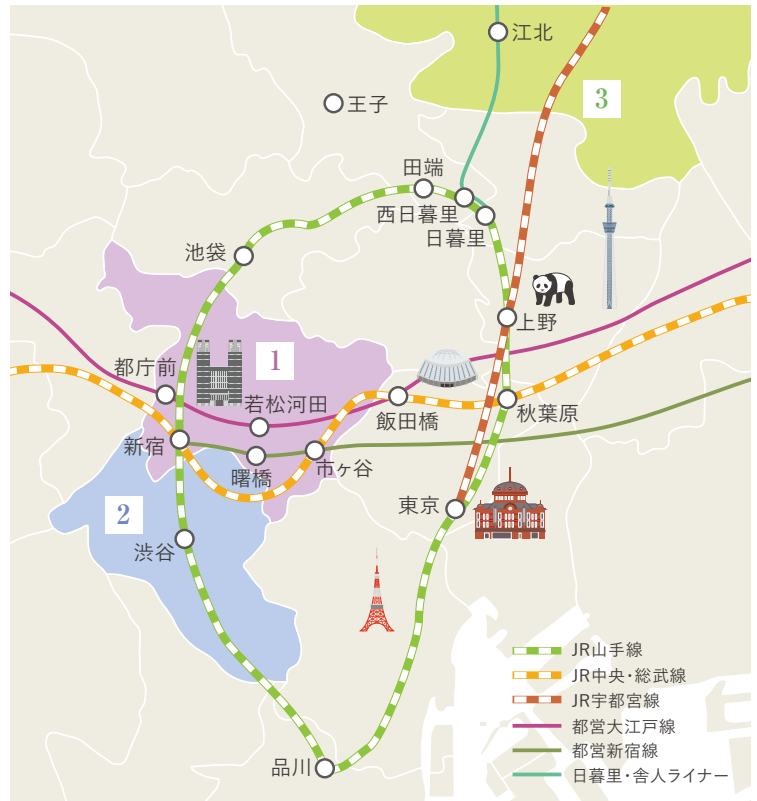 江北
3
王子
田端
西日暮里
日暮里
池袋
上野
都庁前
1
若松河田
飯田橋
秋葉原
新宿
曙橋
市ヶ谷
東京
2
渋谷
品川
JR山手線
JR中央・総武線
JR宇都宮線
都営大江戸線
都営新宿線
日暮里・舎人ライナー